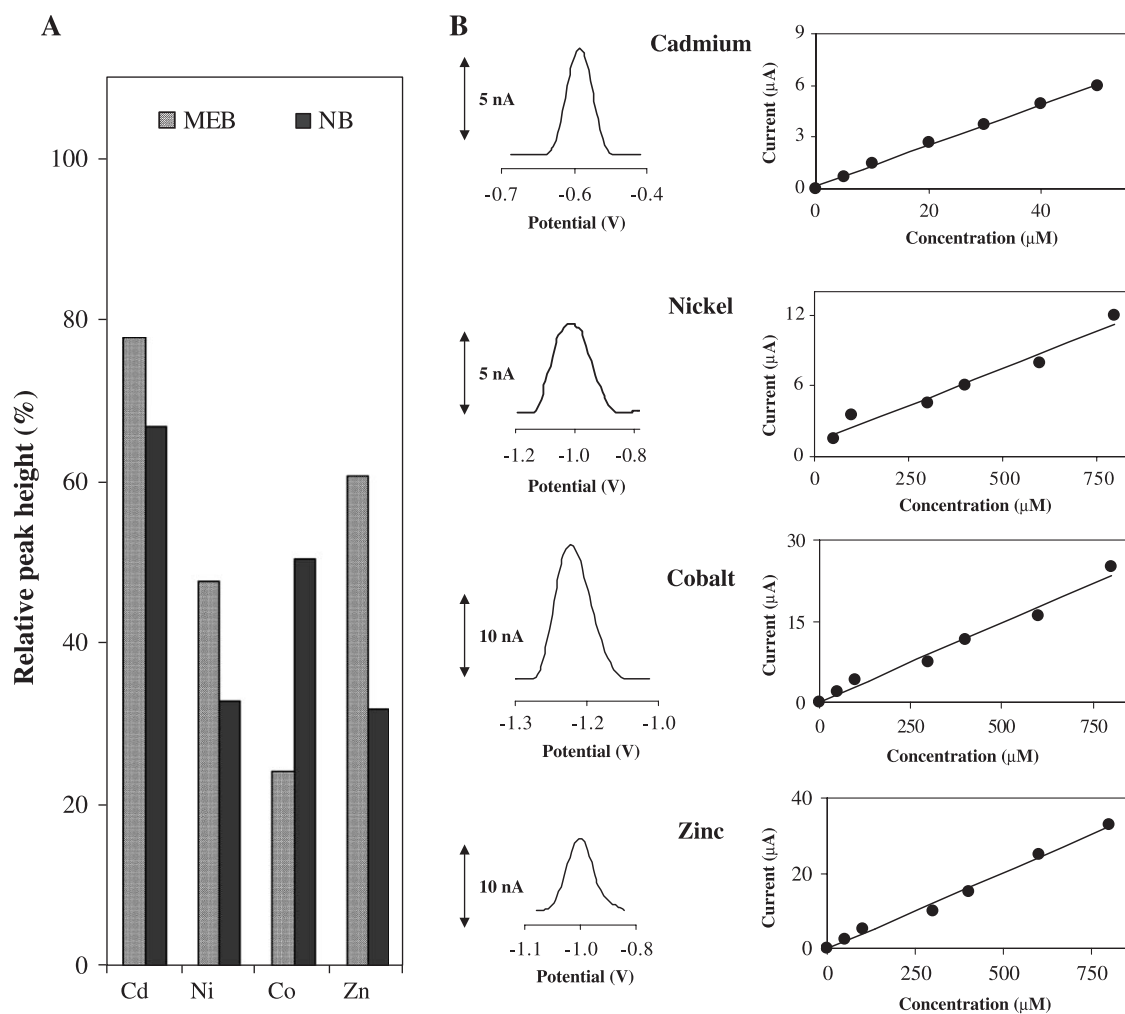 A
MEB NB
100
80
60
40
20
0
Relative peak height (%)
Cd Ni Co Zn
B
Cadmium
5 nA
-0.7 -0.6 -0.4
Potential (V)
9
6
3
0
Current (μA)
0 20 40
Concentration (μM)
Nickel
5 nA
-1.2 -1.0 -0.8
Potential (V)
12
6
0
Current (μA)
250 500 750
Concentration (μM)
Cobalt
10 nA
-1.3 -1.2 -1.0
Potential (V)
30
15
0
Current (μA)
0 250 500 750
Concentration (μM)
Zinc
10 nA
-1.1 -1.0 -0.8
Potential (V)
40
20
0
Current (μA)
0 250 500 750
Concentration (μM)